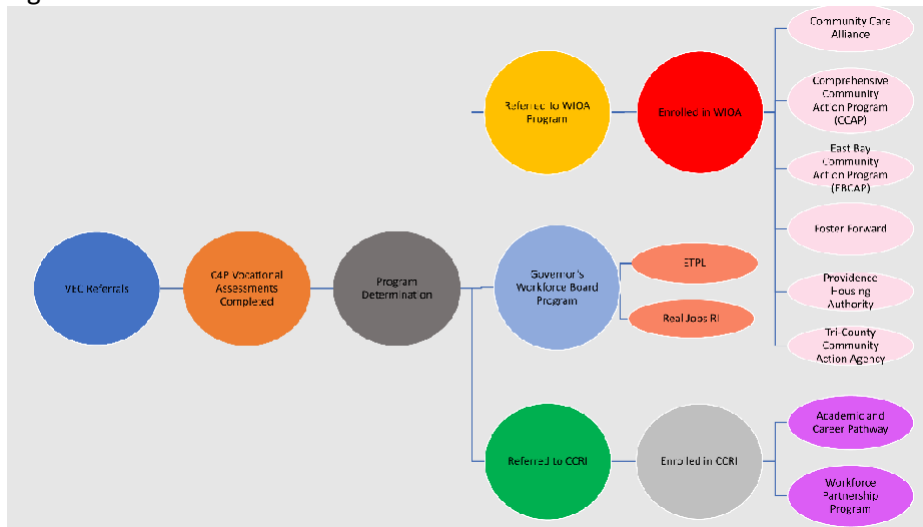 Community Care
Alliance
Comprehensive
Community
Action Program
(CCAP)
East Bay
Community
Action Program
(EBCAP)
Foster Forward
Providence
Housing
Authority
Tri-County
Community
Action Agency
Referred to WIOA
Program
Enrolled in WIOA
VEC Referrals
C4P Vocational
Assessments
Completed
Program
Determination
Governor's
Workforce Board
Program
ETPL
Real Jobs RI
Referred to CCRI
Enrolled in CCRI
Academic and
Career Pathway
Workforce
Partnership
Program